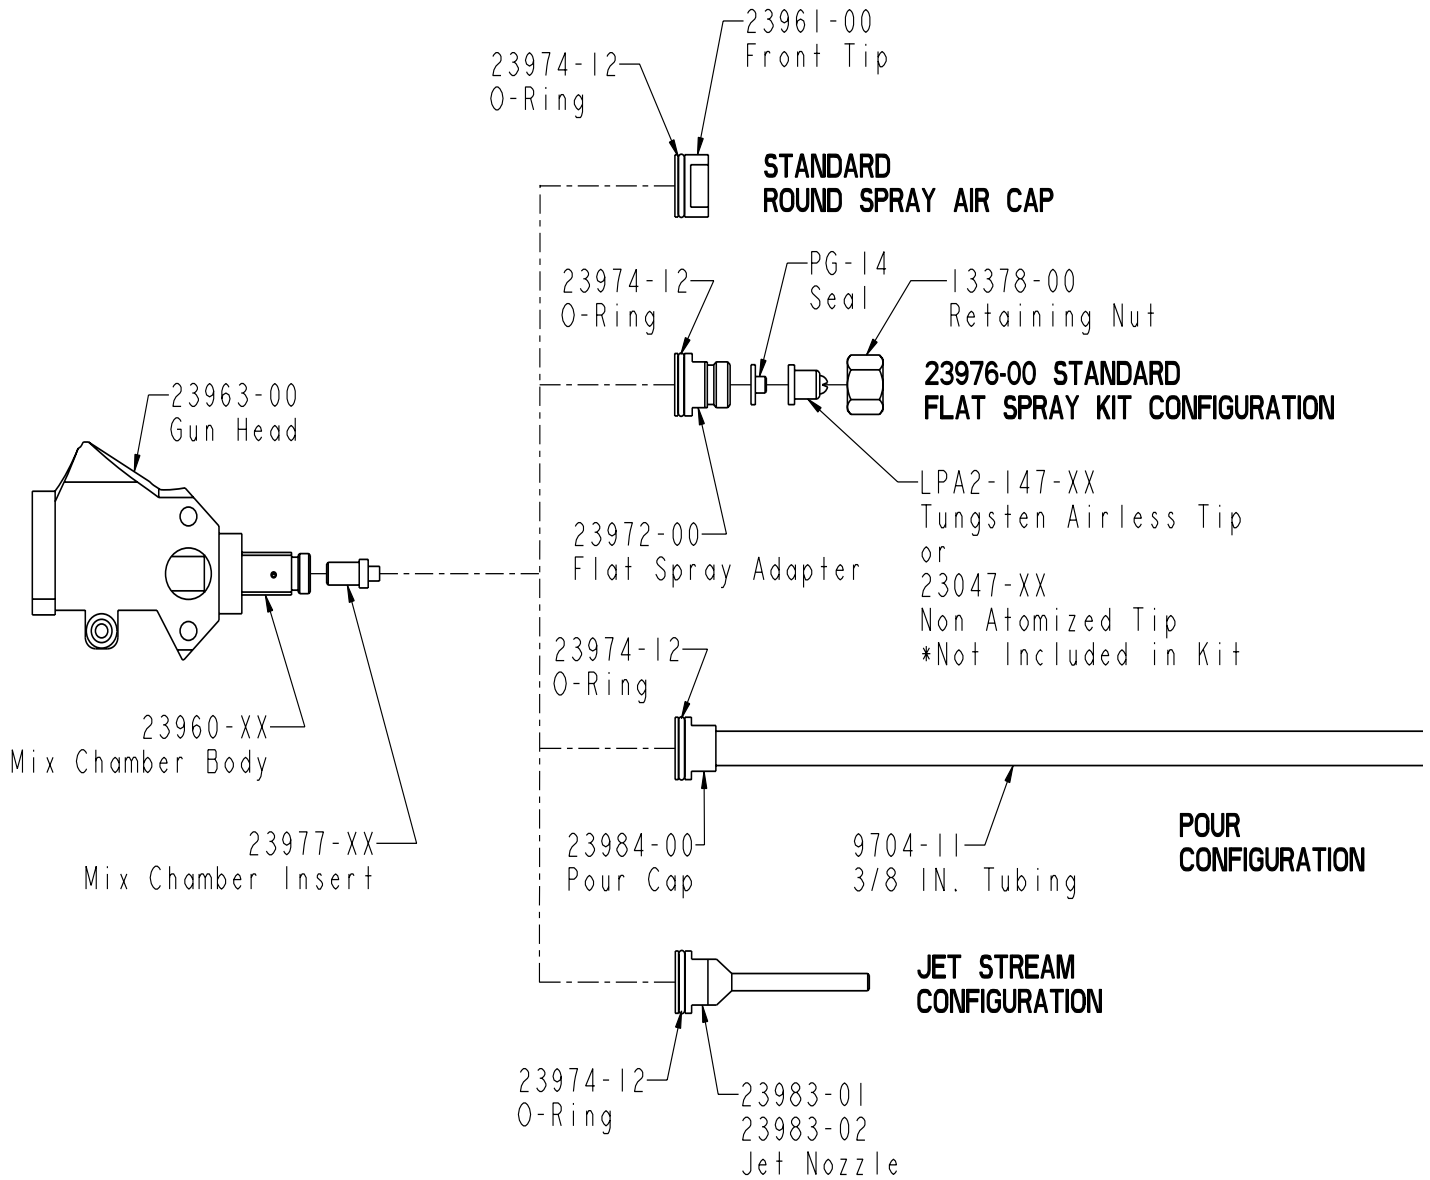 23961-00
Front Tip
23974-12
O-Ring
STANDARD
ROUND SPRAY AIR CAP
PG-14
Seal
23974-12
O-Ring
13378-00
Retaining Nut
23976-00 STANDARD
FLAT SPRAY KIT CONFIGURATION
23963-00
Gun Head
LPA2-147-XX
Tungsten Airless Tip
or
23047-XX
Non Atomized Tip
*Not Included in Kit
23972-00
Flat Spray Adapter
23974-12
O-Ring
23960-XX
Mix Chamber Body
23977-XX
Mix Chamber Insert
23984-00
Pour Cap
9704-11
3/8 IN. Tubing
POUR
CONFIGURATION
JET STREAM
CONFIGURATION
23974-12
O-Ring
23983-01
23983-02
Jet Nozzle